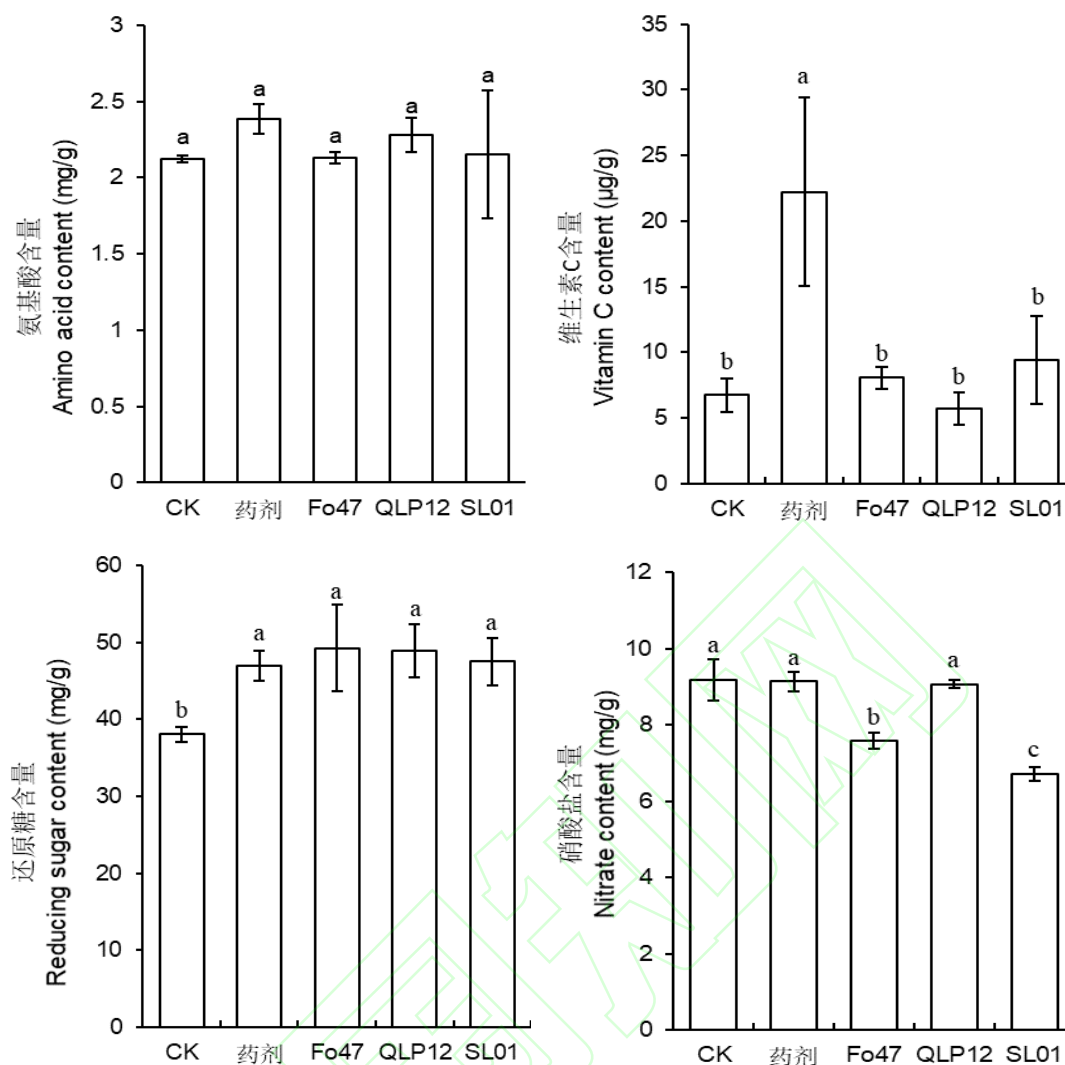 3
2.5
2
1.5
1
0.5
0
氨基酸含量
Amino acid content (mg/g)
a
a
a
a
a
CK 药剂 Fo47 QLP12 SL01
35
30
25
20
15
10
5
0
维生素C含量
Vitamin C content (µg/g)
b
a
b
b
b
CK 药剂 Fo47 QLP12 SL01
60
50
40
30
20
10
0
还原糖含量
Reducing sugar content (mg/g)
b
a
a
a
a
CK 药剂 Fo47 QLP12 SL01
12
10
8
6
4
2
0
硝酸盐含量
Nitrate content (mg/g)
a
a
b
a
c
CK 药剂 Fo47 QLP12 SL01